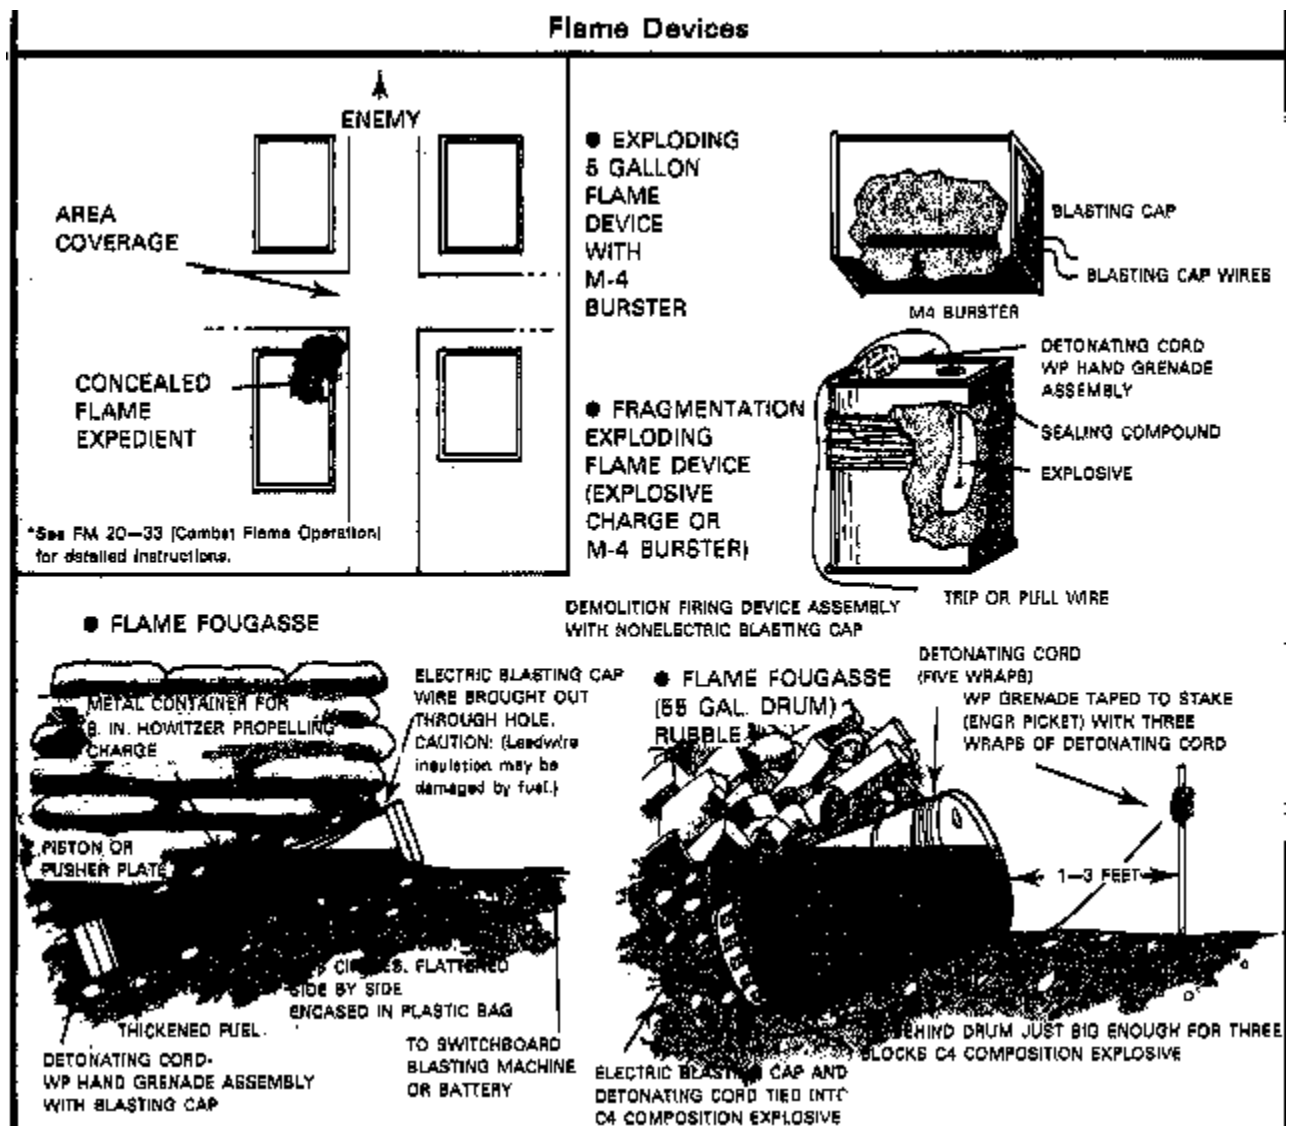 Flame Devices
ENEMY
AREA
COVERAGE
CONCEALED
FLAME
EXPEDIENT
*See FM 20-33 (Combat Flame Operation)
for detailed instructions.
● EXPLODING
5 GALLON
FLAME
DEVICE
WITH
M-4
BURSTER
BLASTING CAP
BLASTING CAP WIRES
M4 BURSTER
● FRAGMENTATION
EXPLODING
FLAME DEVICE
(EXPLOSIVE
CHARGE OR
M-4 BURSTER)
DETONATING CORD
WP HAND GRENADE
ASSEMBLY
SEALING COMPOUND
EXPLOSIVE
TRIP OR PULL WIRE
DEMOLITION FIRING DEVICE ASSEMBLY
WITH NONELECTRIC BLASTING CAP
● FLAME FOUGASSE
METAL CONTAINER FOR
8 IN. HOWITZER PROPELLING
CHARGE
ELECTRIC BLASTING CAP
WIRE BROUGHT OUT
THROUGH HOLE.
CAUTION: (Leadwire
insulation may be
damaged by fuel.)
PISTON OR
PUSHER PLATE
FLATTENED
SIDE BY SIDE
ENCASED IN PLASTIC BAG
THICKENED FUEL
DETONATING CORD-
WP HAND GRENADE ASSEMBLY
WITH BLASTING CAP
TO SWITCHBOARD
BLASTING MACHINE
OR BATTERY
● FLAME FOUGASSE
(55 GAL. DRUM)
RUBBLE
DETONATING CORD
(FIVE WRAPS)
WP GRENADE TAPED TO STAKE
(ENGR PICKET) WITH THREE
WRAPS OF DETONATING CORD
1-3 FEET
BEHIND DRUM JUST BIG ENOUGH FOR THREE
BLOCKS C4 COMPOSITION EXPLOSIVE
ELECTRIC BLASTING CAP AND
DETONATING CORD TIED INTO
C4 COMPOSITION EXPLOSIVE